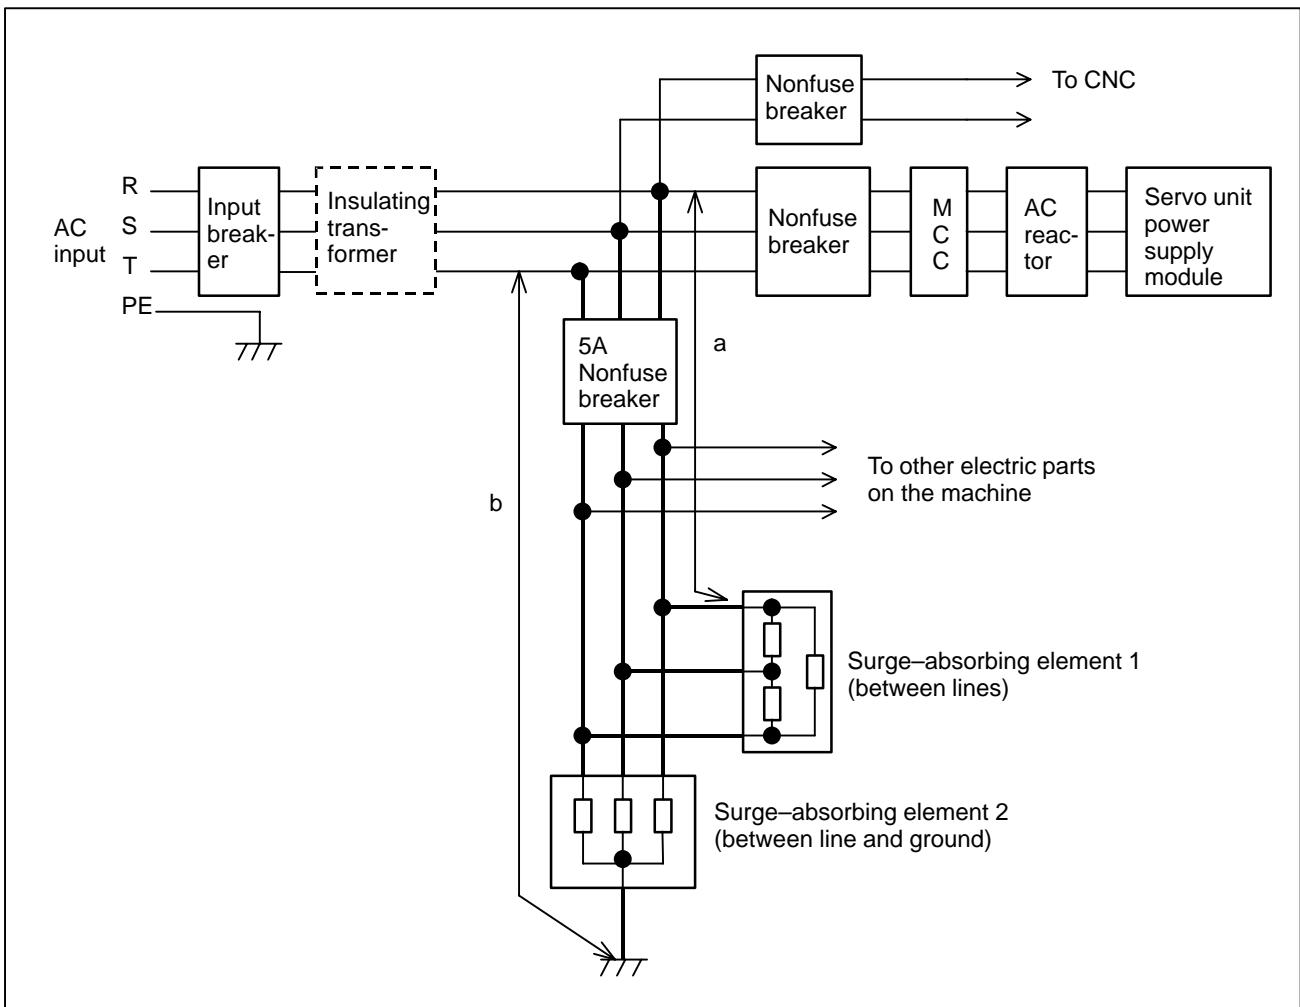 Nonfuse
breaker
To CNC
R
S
T
PE
AC
input
Input
break-
er
Insulating
trans-
former
Nonfuse
breaker
M
C
C
AC
reac-
tor
Servo unit
power
supply
module
5A
Nonfuse
breaker
a
b
To other electric parts
on the machine
Surge–absorbing element 1
(between lines)
Surge–absorbing element 2
(between line and ground)